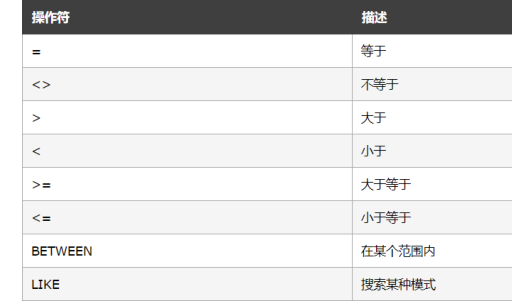 操作符 描述
= 等于
<> 不等于
> 大于
< 小于
>= 大于等于
<= 小于等于
BETWEEN 在某个范围内
LIKE 搜索某种模式